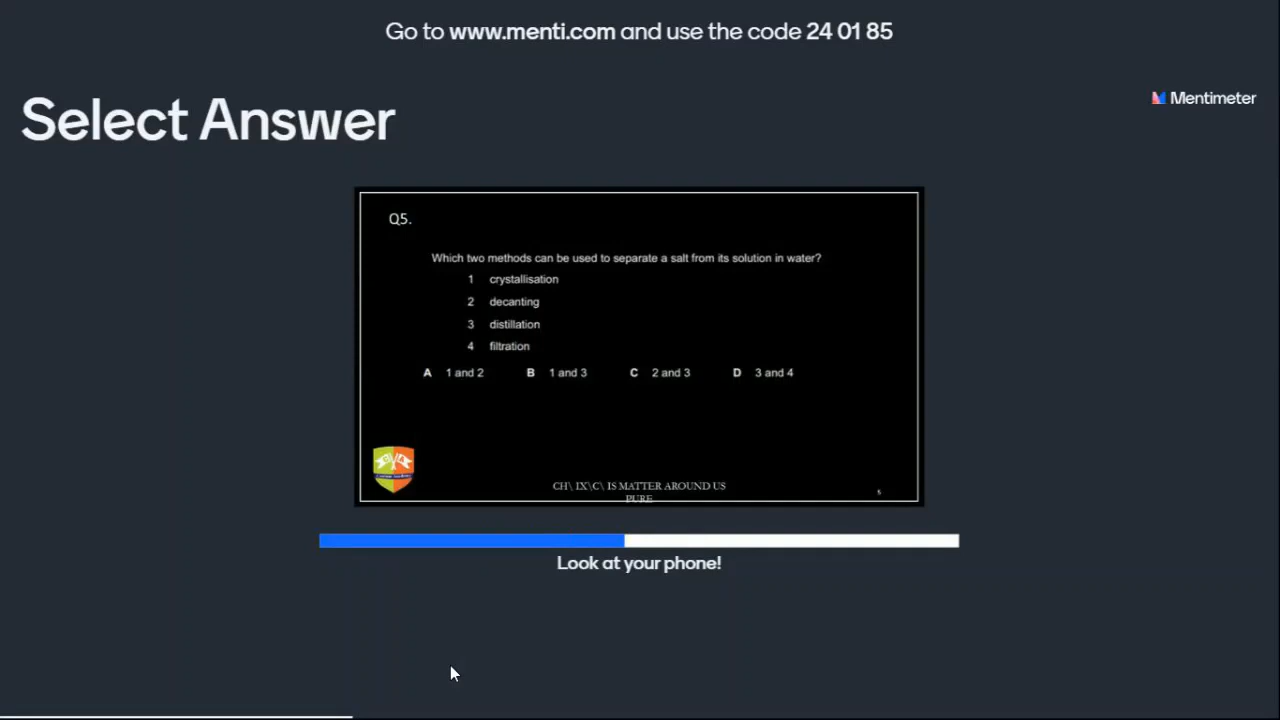 Go to www.menti.com and use the code 24 01 85
Select Answer
Mentimeter
Q5.
Which two methods can be used to separate a salt from its solution in water?
1 crystallisation
2 decanting
3 distillation
4 filtration
A 1 and 2 B 1 and 3 C 2 and 3 D 3 and 4
CH\ IX\C\ IS MATTER AROUND US
PURE
Look at your phone!